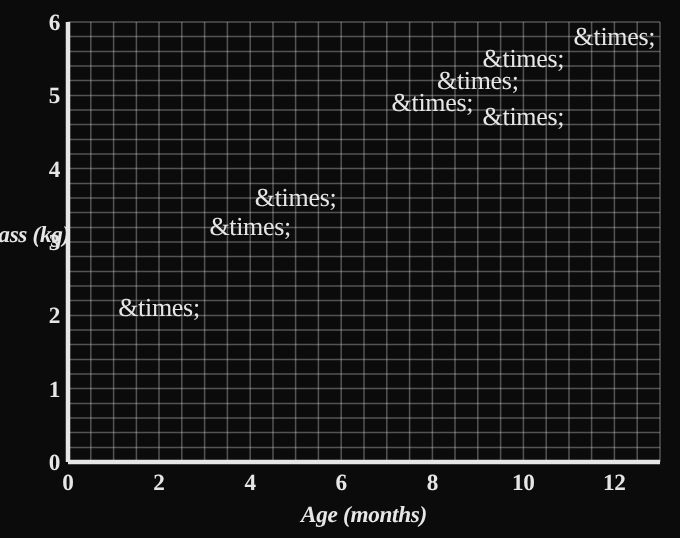 6
&times;
&times;
&times;
5
&times;
&times;
4
&times;
&times;
ass (kg)
3
&times;
2
1
0
0 2 4 6 8 10 12
Age (months)